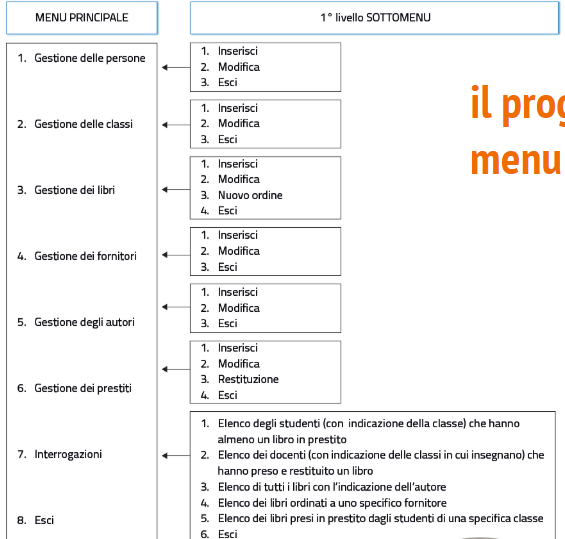 MENU PRINCIPALE
1° livello SOTTOMENU
1. Gestione delle persone
1. Inserisci
2. Modifica
3. Esci
2. Gestione delle classi
1. Inserisci
2. Modifica
3. Esci
3. Gestione dei libri
1. Inserisci
2. Modifica
3. Nuovo ordine
4. Esci
4. Gestione dei fornitori
1. Inserisci
2. Modifica
3. Esci
5. Gestione degli autori
1. Inserisci
2. Modifica
3. Esci
6. Gestione dei prestiti
1. Inserisci
2. Modifica
3. Restituzione
4. Esci
7. Interrogazioni
1. Elenco degli studenti (con indicazione della classe) che hanno
almeno un libro in prestito
2. Elenco dei docenti (con indicazione delle classi in cui insegnano) che
hanno preso e restituito un libro
3. Elenco di tutti i libri con l'indicazione dell'autore
4. Elenco dei libri ordinati a uno specifico fornitore
5. Elenco dei libri presi in prestito dagli studenti di una specifica classe
6. Esci
8. Esci
il prog
menu